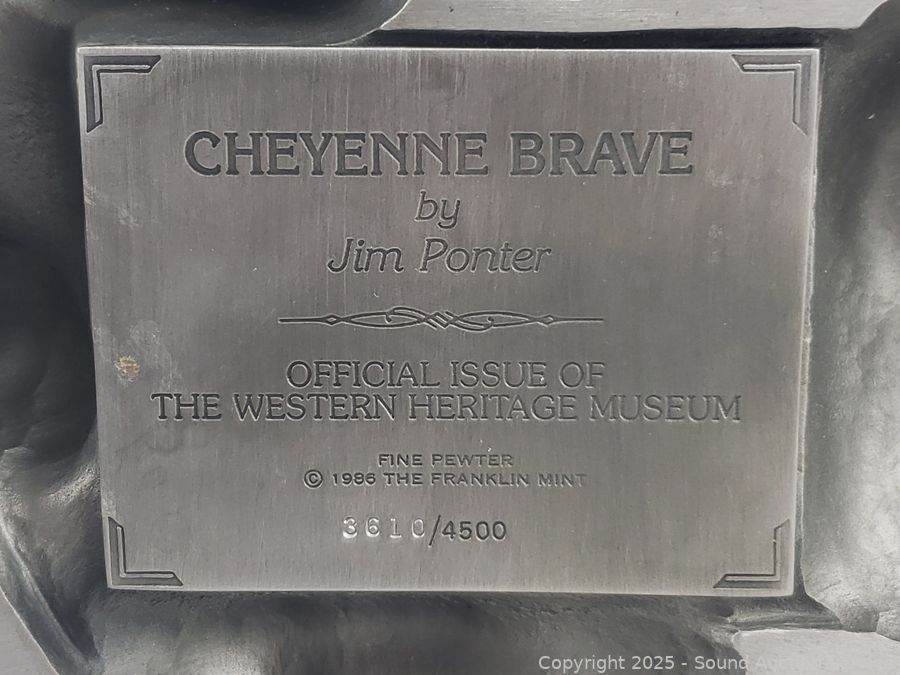 CHEYENNE BRAVE
by
Jim Ponter
OFFICIAL ISSUE OF
THE WESTERN HERITAGE MUSEUM
FINE PEWTER
© 1986 THE FRANKLIN MINT
3610/4500
Copyright 2025 - Sound